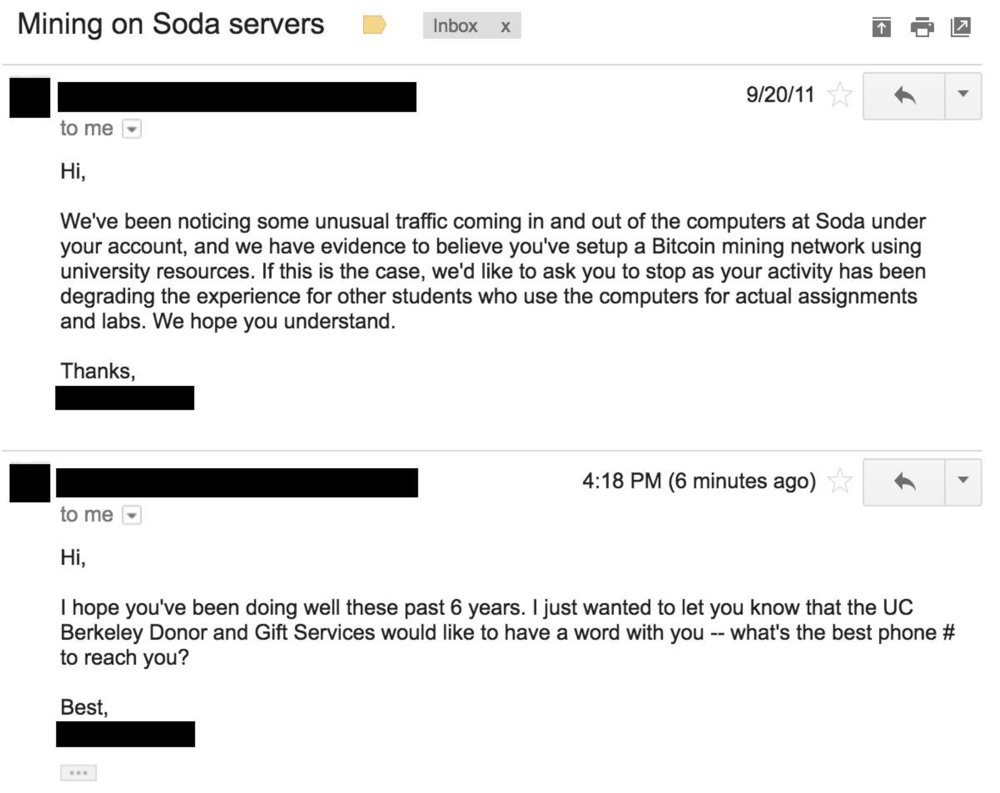 Mining on Soda servers Inbox x
9/20/11
to me
Hi,
We've been noticing some unusual traffic coming in and out of the computers at Soda under
your account, and we have evidence to believe you've setup a Bitcoin mining network using
university resources. If this is the case, we'd like to ask you to stop as your activity has been
degrading the experience for other students who use the computers for actual assignments
and labs. We hope you understand.
Thanks,
4:18 PM (6 minutes ago)
to me
Hi,
I hope you've been doing well these past 6 years. I just wanted to let you know that the UC
Berkeley Donor and Gift Services would like to have a word with you -- what's the best phone #
to reach you?
Best,